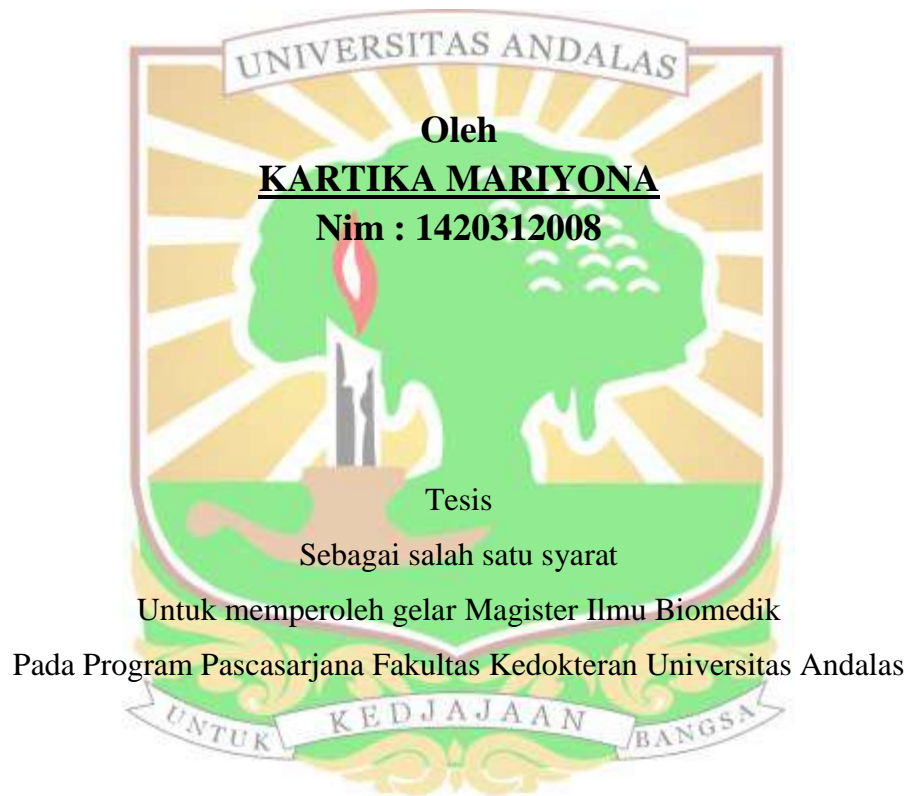 UNIVERSITAS ANDALAS
Oleh
KARTIKA MARIYONA
Nim : 1420312008
Tesis
Sebagai salah satu syarat
Untuk memperoleh gelar Magister Ilmu Biomedik
Pada Program Pascasarjana Fakultas Kedokteran Universitas Andalas
UNTUK KEDJAJAAN BANGSA